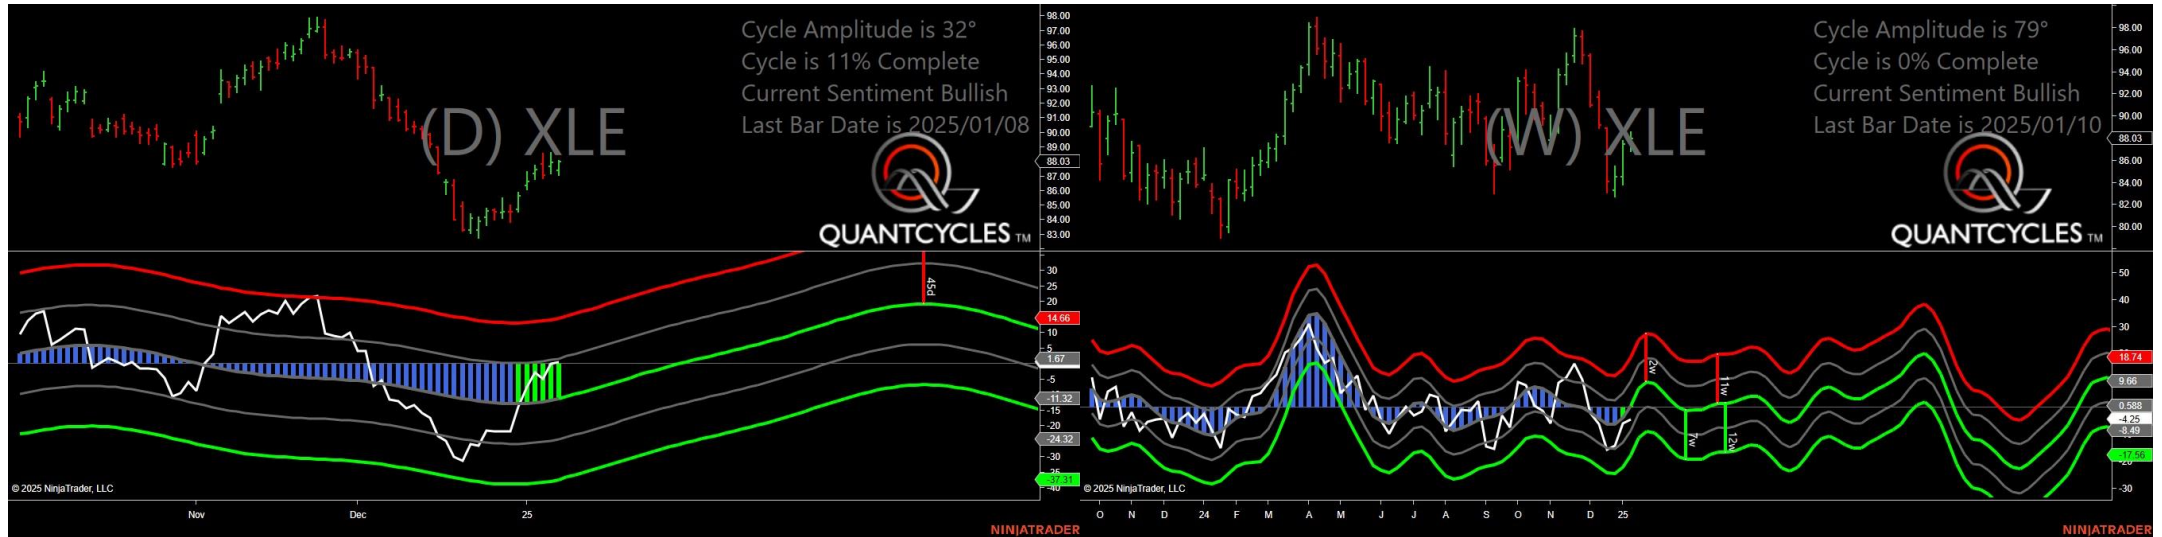 Cycle Amplitude is 32°
Cycle is 11% Complete
Current Sentiment Bullish
Last Bar Date is 2025/01/08
(D) XLE
QUANTCYCLES TM
98.00
97.00
96.00
95.00
94.00
93.00
92.00
91.00
90.00
89.00
88.03
87.00
86.00
85.00
84.00
83.00
45d
30
25
20
14.66
10
5
1.67
-5
-11.32
-15
-20
-24.32
-30
-35
-37.31
-40
© 2025 NinjaTrader, LLC
Nov
Dec
25
NINJATRADER
Cycle Amplitude is 79°
Cycle is 0% Complete
Current Sentiment Bullish
Last Bar Date is 2025/01/10
(W) XLE
QUANTCYCLES TM
98.00
96.00
94.00
92.00
90.00
88.03
86.00
84.00
82.00
80.00
2w
11w
7w
12w
50
40
30
18.74
9.66
0.588
-4.25
-8.49
-17.56
-30
© 2025 NinjaTrader, LLC
O N D 24 F M A M J J A S O N D 25
NINJATRADER